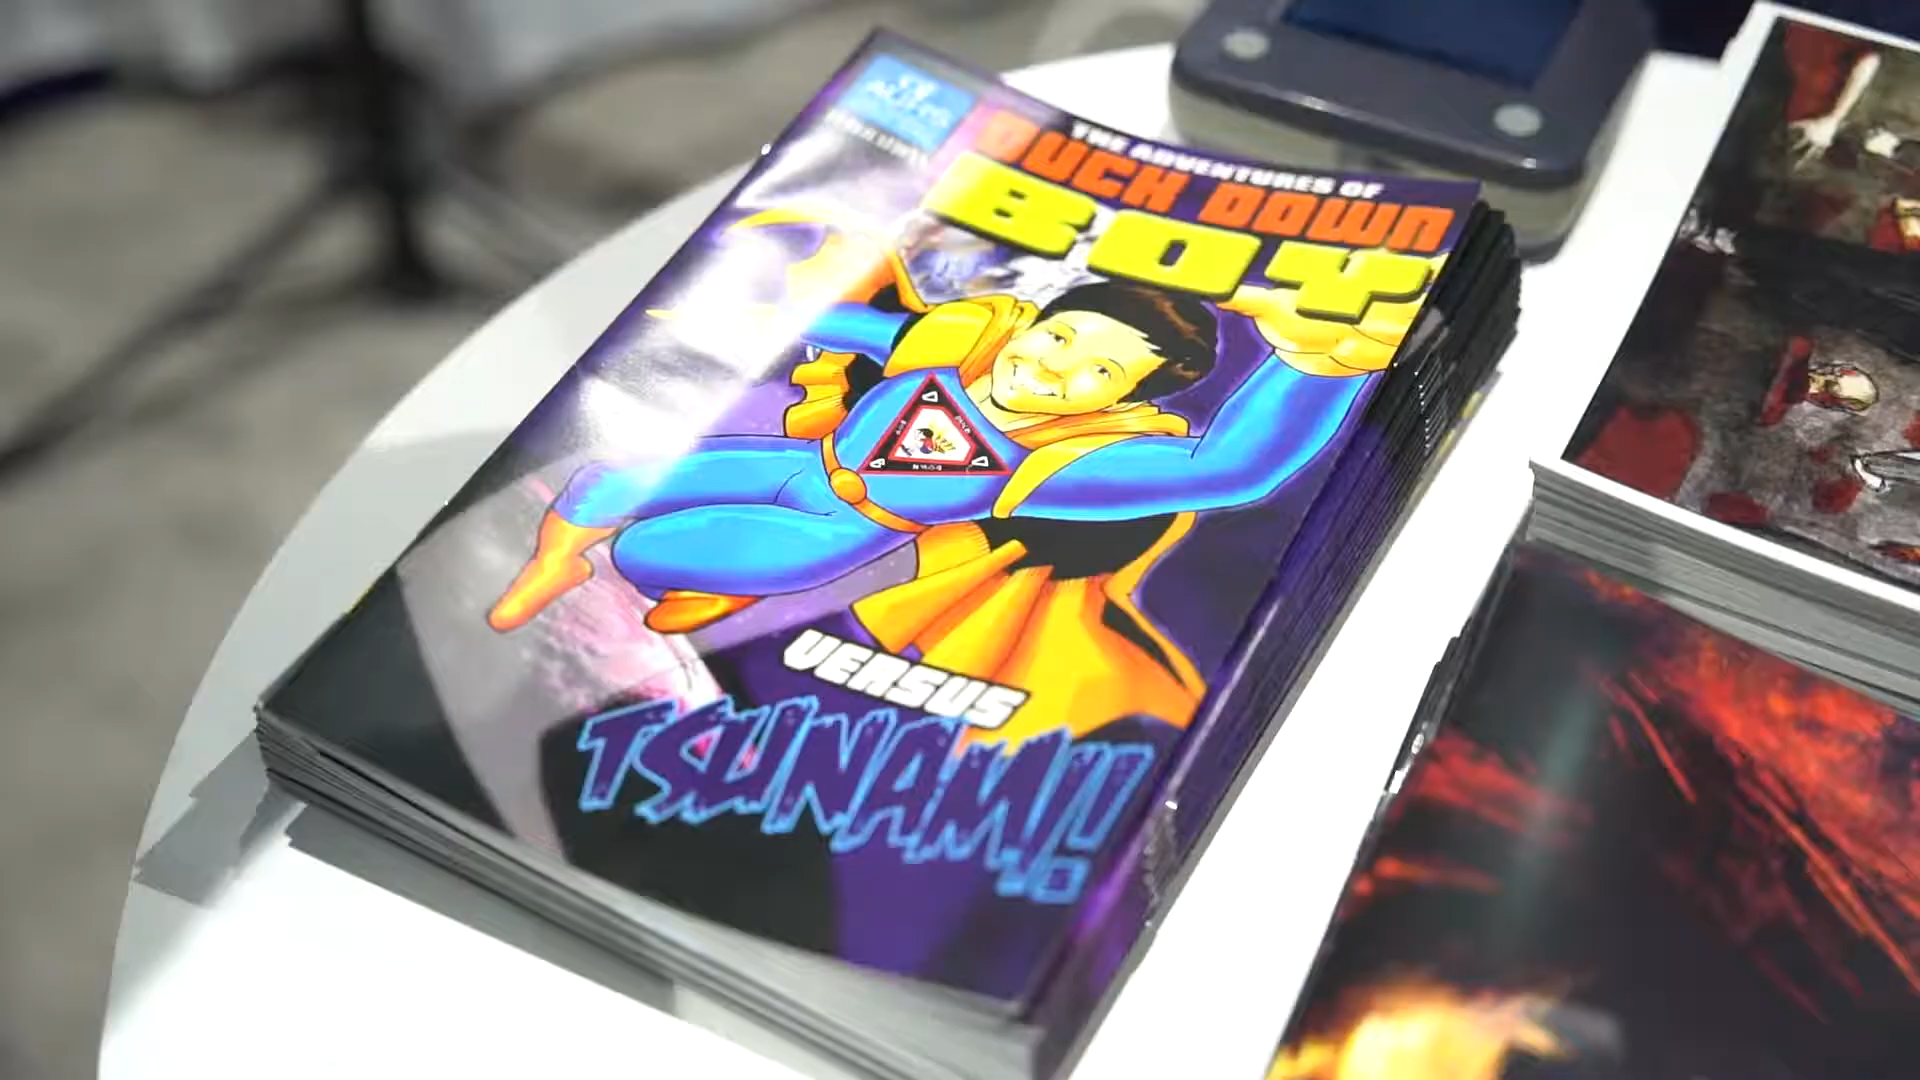 THE ADVENTURES OF
DUCK DOWN
BOY
VERSUS
TSUNAMI!